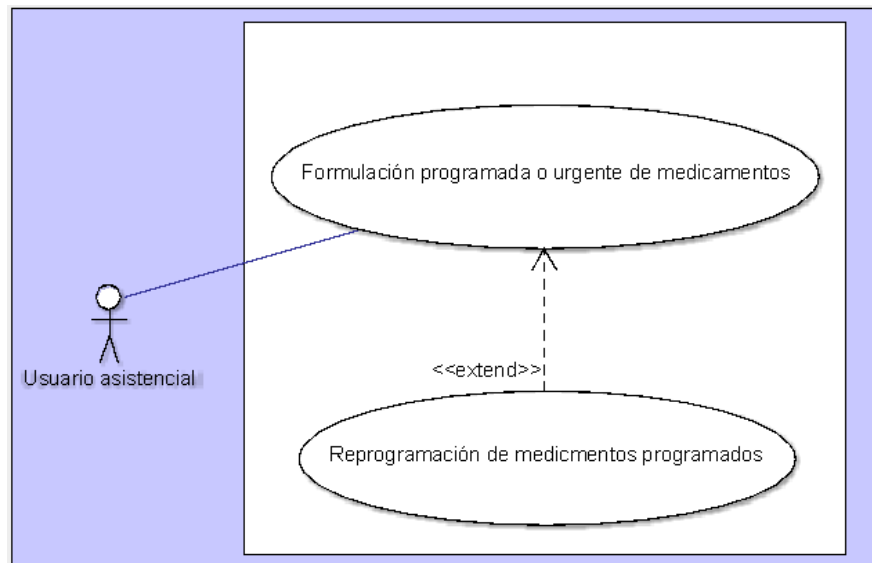 Formulación programada o urgente de medicamentos
<<extend>>
Usuario asistencial
Reprogramación de medicmentos programados